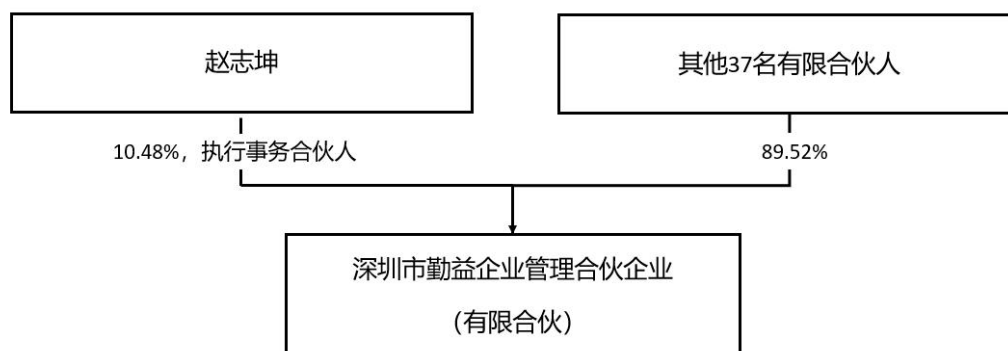 赵志坤
其他37名有限合伙人
10.48%，执行事务合伙人
89.52%
深圳市勤益企业管理合伙企业
（有限合伙）